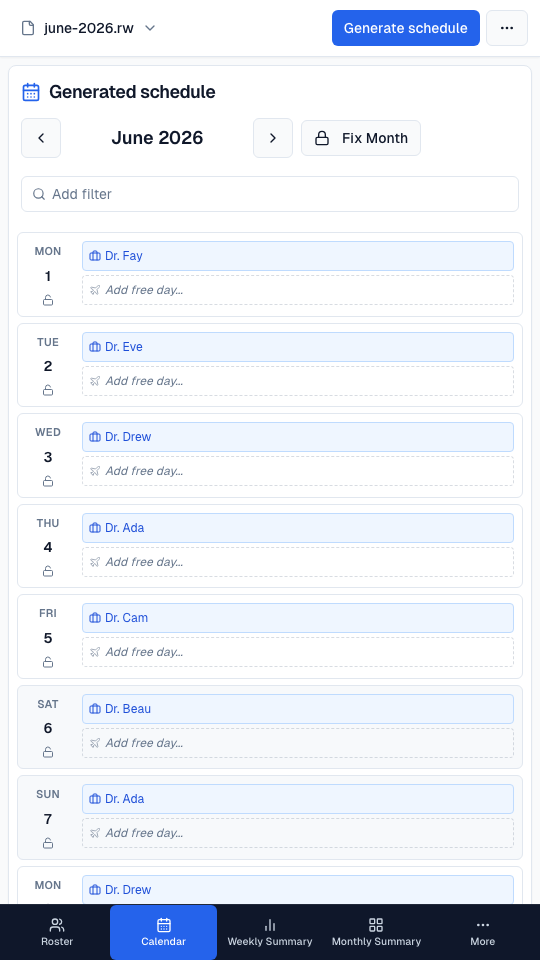 june-2026.rw
Generate schedule
Generated schedule
June 2026
Fix Month
Add filter
MON
1
Dr. Fay
Add free day...
TUE
2
Dr. Eve
Add free day...
WED
3
Dr. Drew
Add free day...
THU
4
Dr. Ada
Add free day...
FRI
5
Dr. Cam
Add free day...
SAT
6
Dr. Beau
Add free day...
SUN
7
Dr. Ada
Add free day...
MON
Dr. Drew
Roster
Calendar
Weekly Summary
Monthly Summary
More